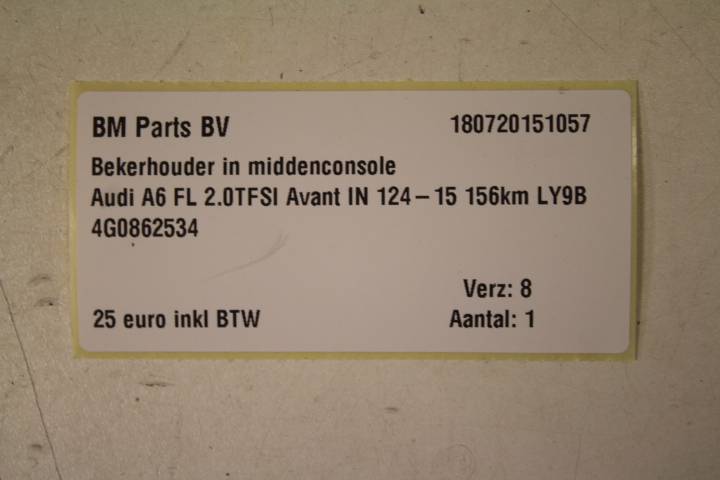 BM Parts BV 180720151057
Bekerhouder in middenconsole
Audi A6 FL 2.0TFSI Avant IN 124-15 156km LY9B
4G0862534
Verz: 8
25 euro inkl BTW Aantal: 1